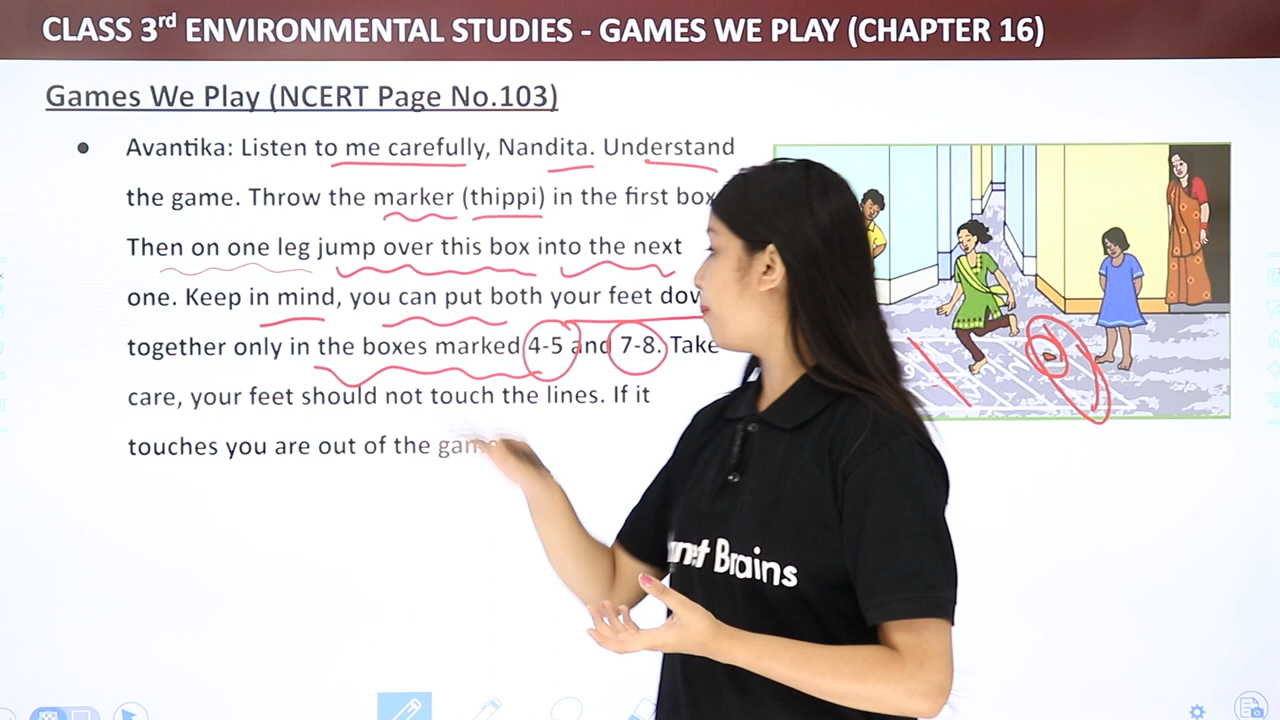 CLASS 3rd ENVIRONMENTAL STUDIES - GAMES WE PLAY (CHAPTER 16)
Games We Play (NCERT Page No.103)
● Avantika: Listen to me carefully, Nandita. Understand
the game. Throw the marker (thippi) in the first box
Then on one leg jump over this box into the next
one. Keep in mind, you can put both your feet
together only in the boxes marked 4-5 and 7-8. Take
care, your feet should not touch the lines. If it
touches you are out of the
Brains